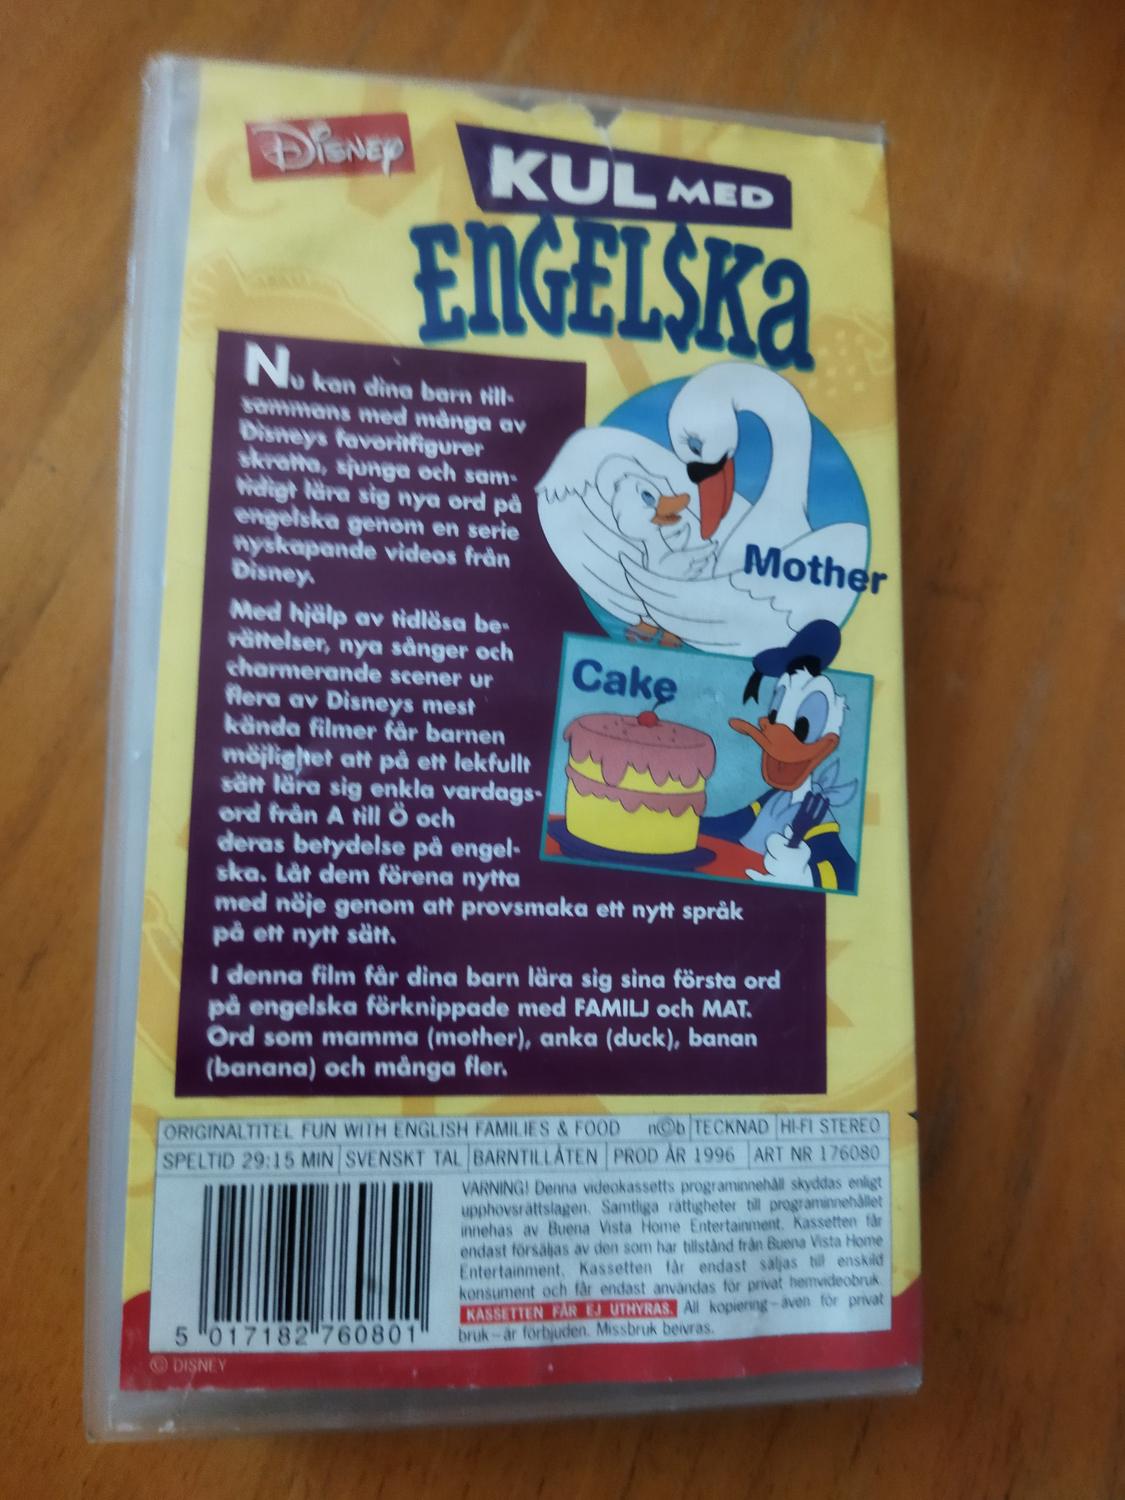 DISNEY
KUL MED
ENGELSKA
Nu kan dina barn till-
sammans med många av
Disneys favoritfigurer
skratta, sjunga och sam-
tidigt lära sig nya ord på
engelska genom en serie
nyskapande videos från
Disney.
Mother
Med hjälp av tidlösa be-
rättelser, nya sånger och
charmerande scener ur
flera av Disneys mest
kända filmer får barnen
möjlighet att på ett lekfullt
sätt lära sig enkla vardags-
ord från A till Ö och
deras betydelse på engel-
ska. Låt dem förena nytta
med nöje genom att provsmaka ett nytt språk
på ett nytt sätt.
Cake
I denna film får dina barn lära sig sina första ord
på engelska förknippade med FAMILJ och MAT.
Ord som mamma (mother), anka (duck), banan
(banana) och många fler.
ORIGINALTITEL FUN WITH ENGLISH FAMILIES & FOOD n©b TECKNAD HI-FI STEREO
SPELTID 29:15 MIN SVENSKT TAL BARNTILLÅTEN PROD ÅR 1996 ART NR 176080
VARNING! Denna videokassetts programinnehåll skyddas enligt
upphovsrättslagen. Samtliga rättigheter till programinnehållet
innehas av Buena Vista Home Entertainment. Kassetten får
endast försäljas av den som har tillstånd från Buena Vista Home
Entertainment. Kassetten får endast säljas till enskild
konsument och får endast användas för privat hemvideobruk.
KASSETTEN FÅR EJ UTHYRAS. All kopiering – även för privat
bruk – är förbjuden. Missbruk beivras.
5 017182 760801
© DISNEY